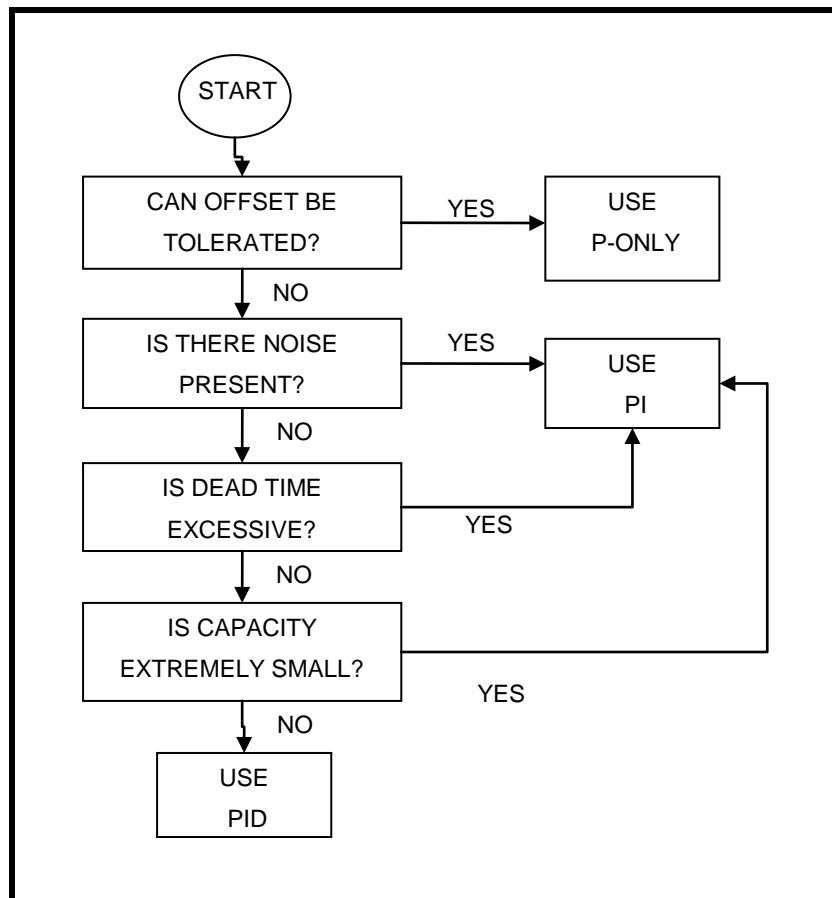 START
CAN OFFSET BE
TOLERATED?
YES
USE
P-ONLY
NO
IS THERE NOISE
PRESENT?
YES
USE
PI
NO
IS DEAD TIME
EXCESSIVE?
YES
NO
IS CAPACITY
EXTREMELY SMALL?
YES
NO
USE
PID